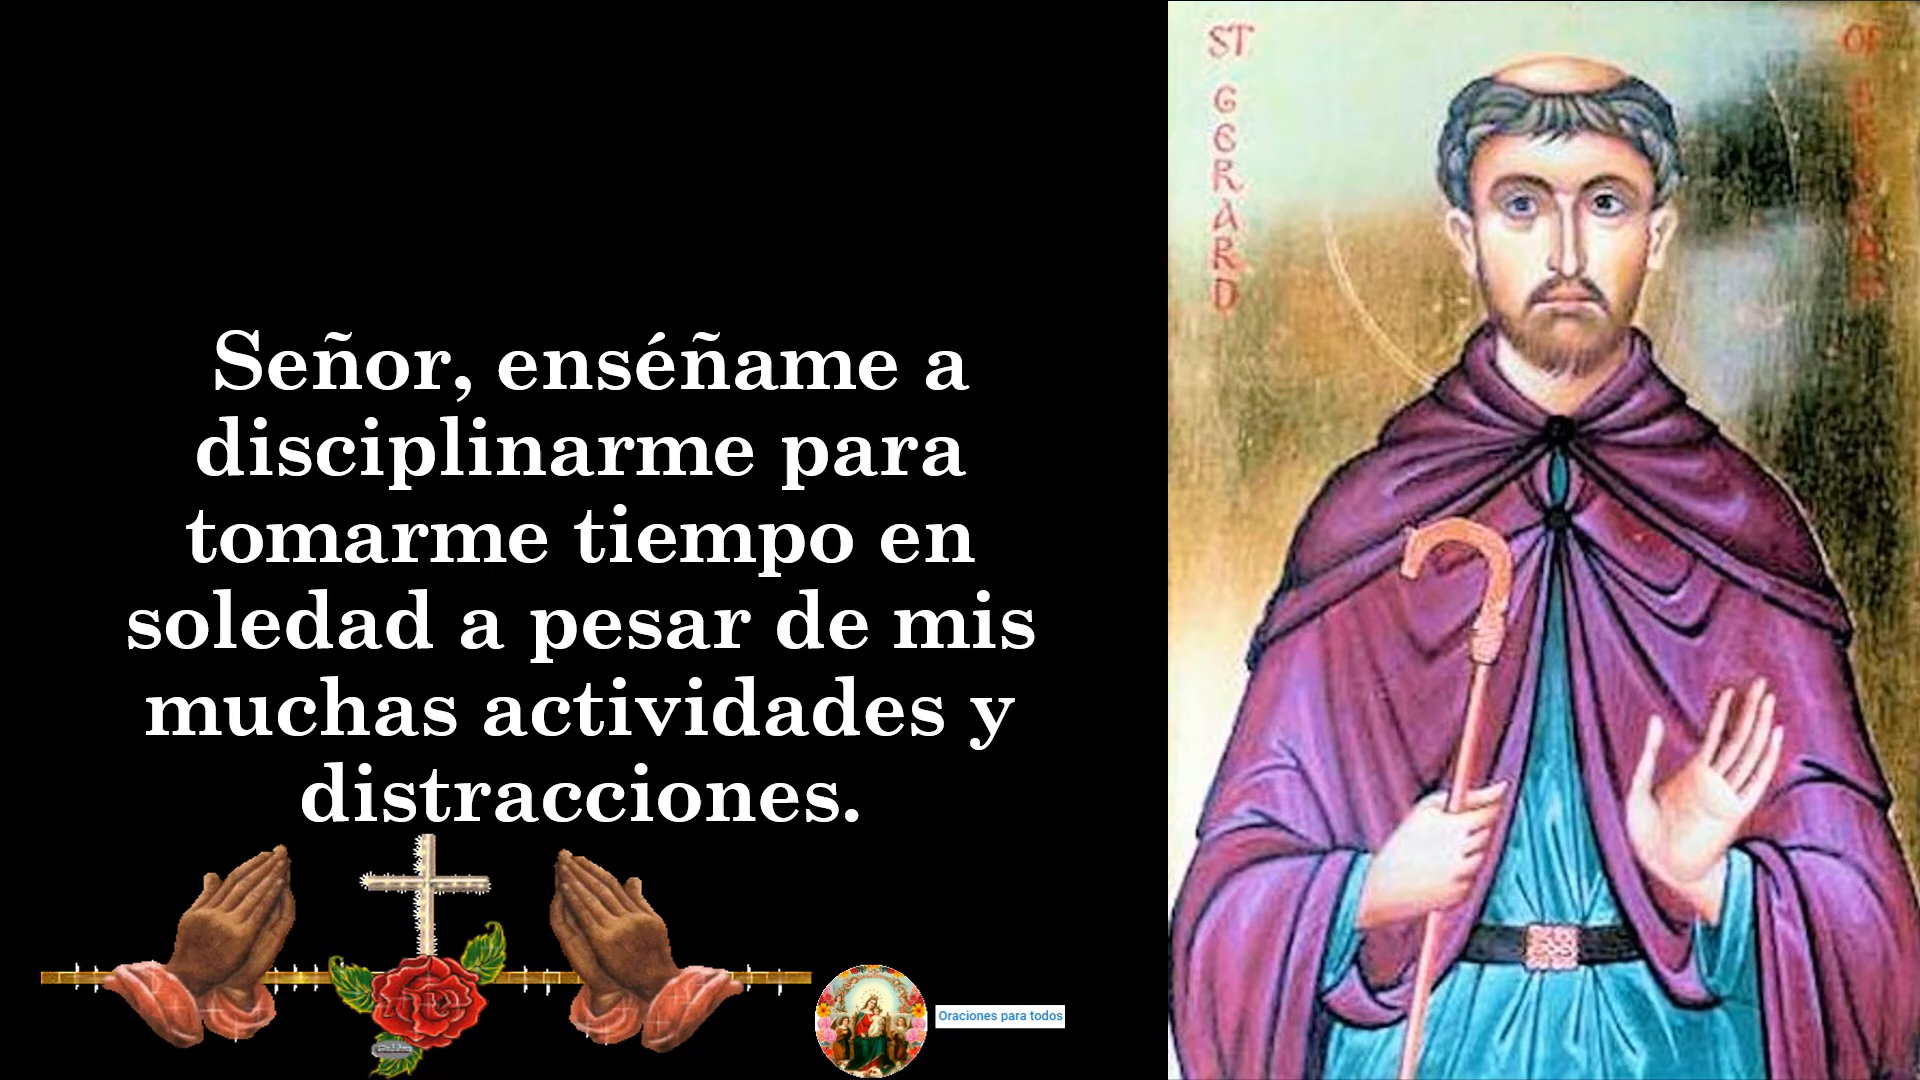 Señor, enséñame a
disciplinarme para
tomarme tiempo en
soledad a pesar de mis
muchas actividades y
distracciones.
Oraciones para todos
ST
GERARD
OF